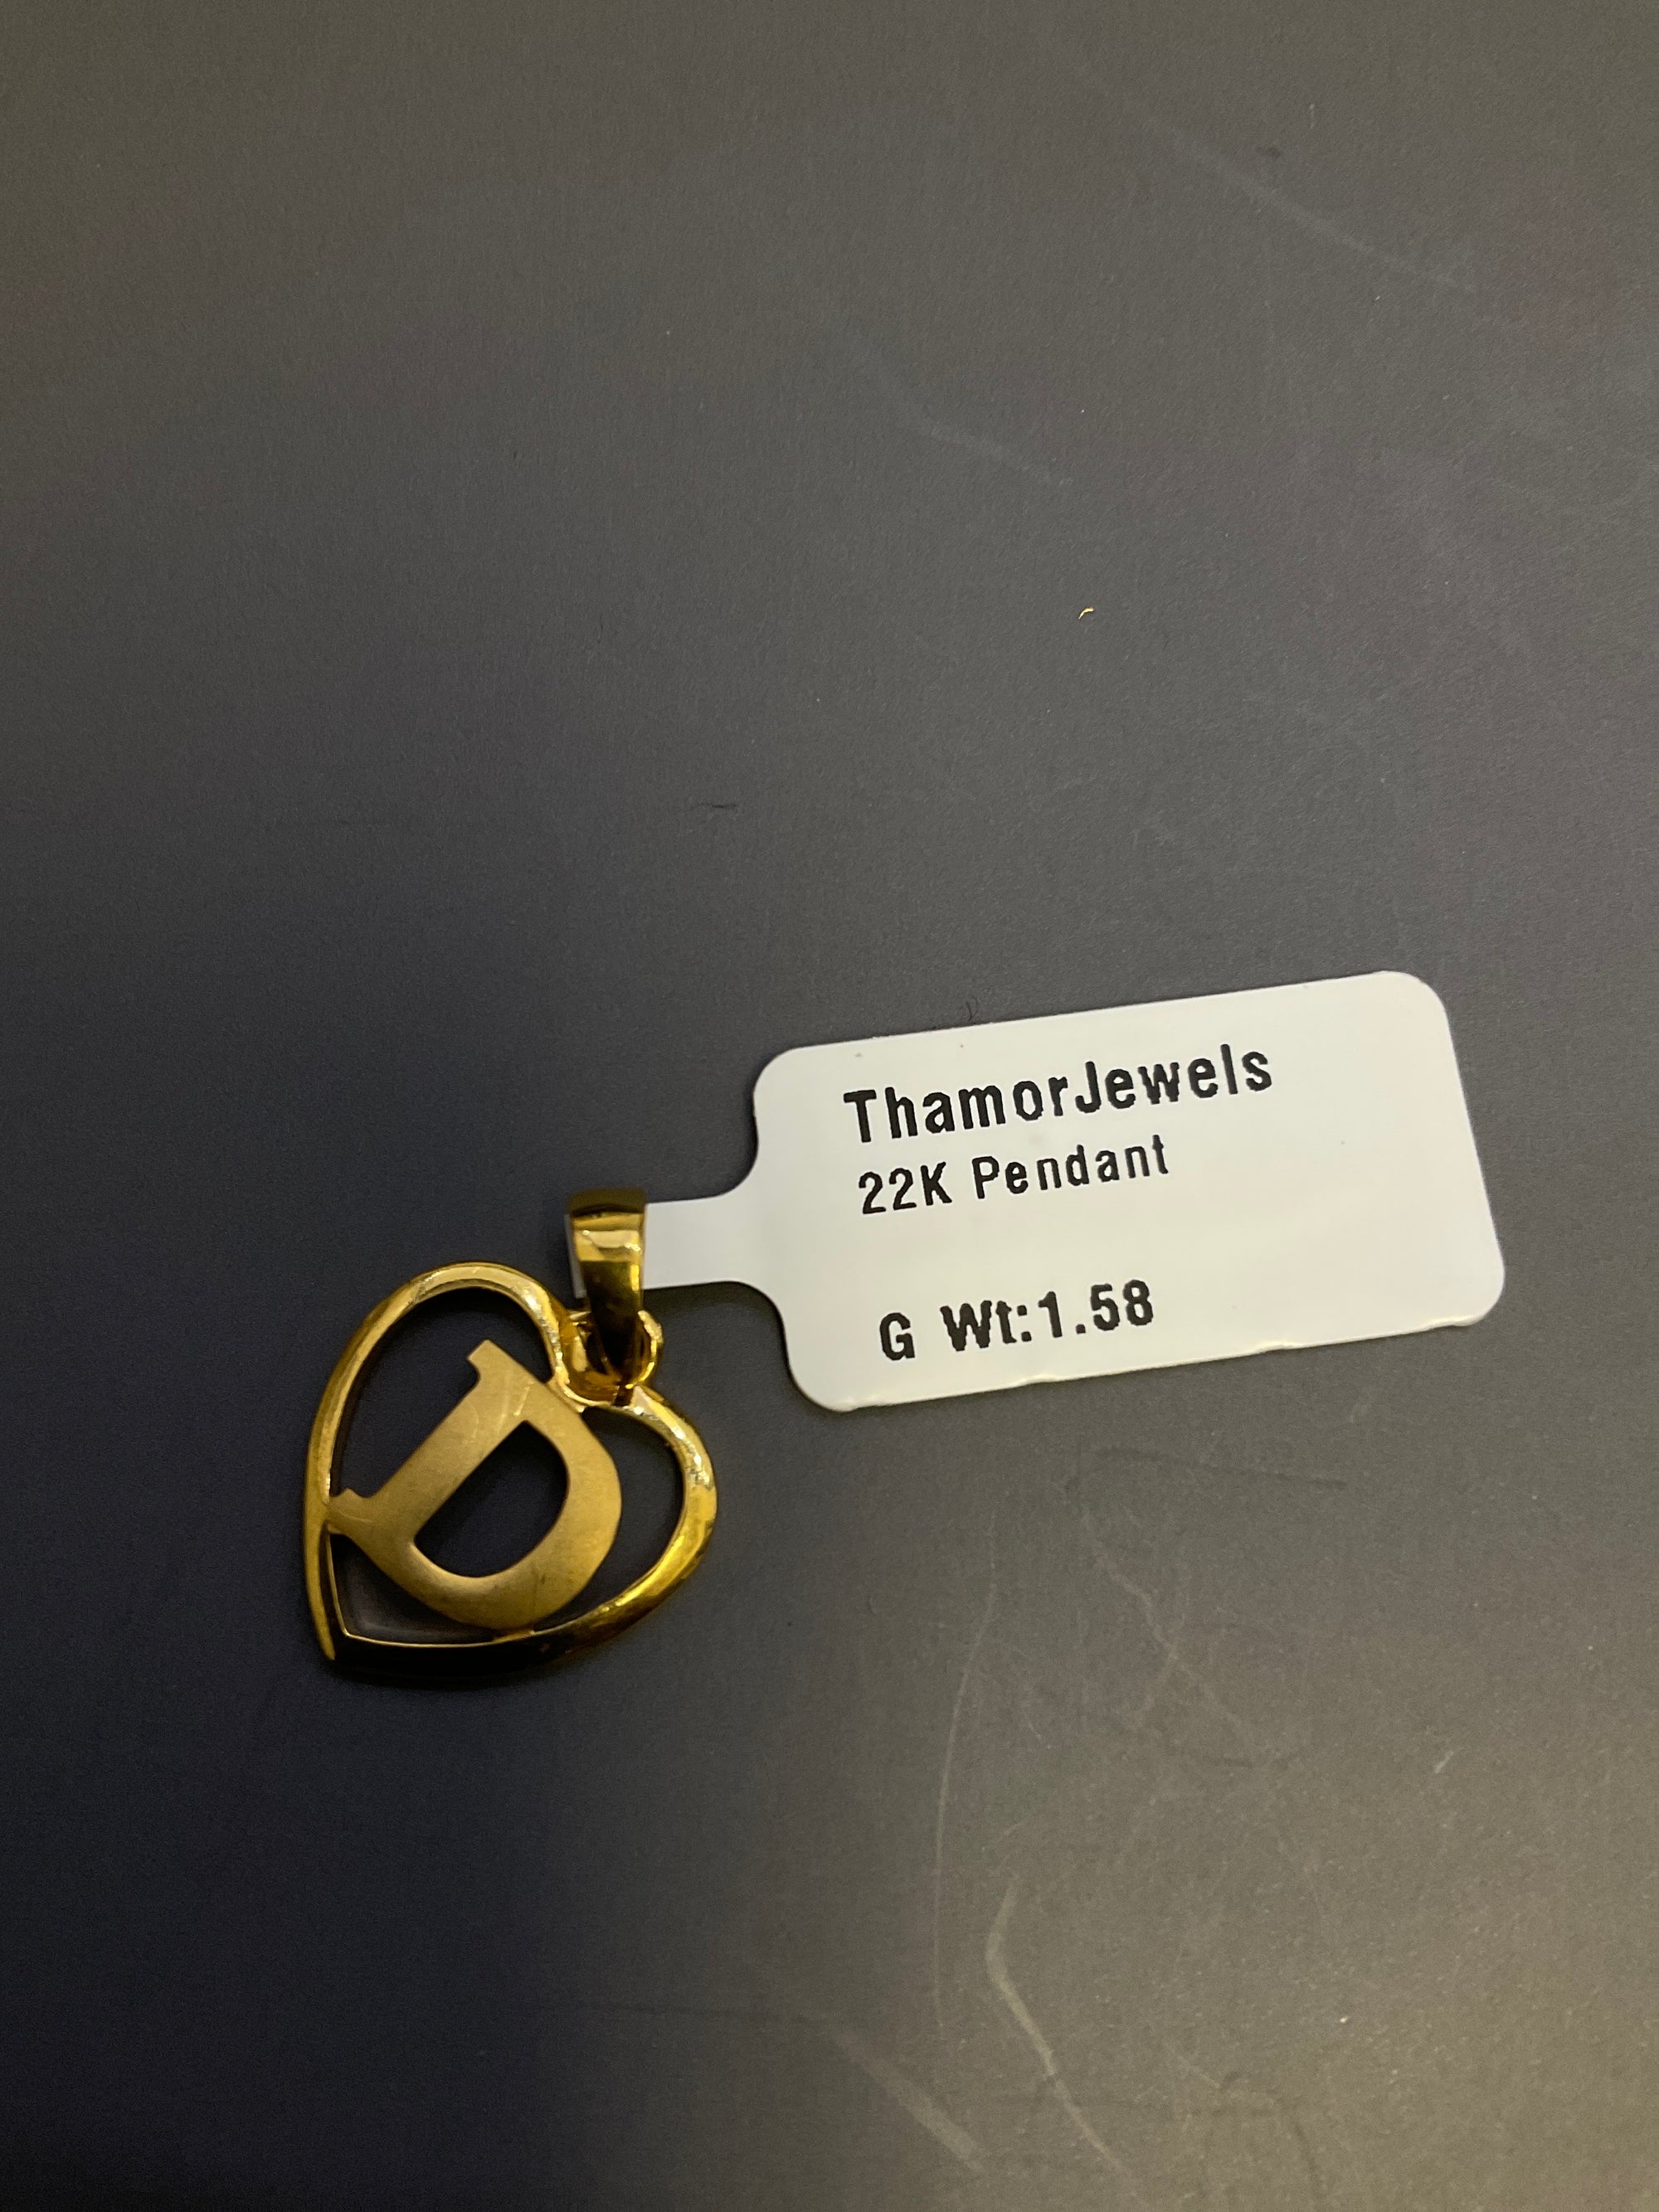 ThamorJewels
22K Pendant
G Wt:1.58
D